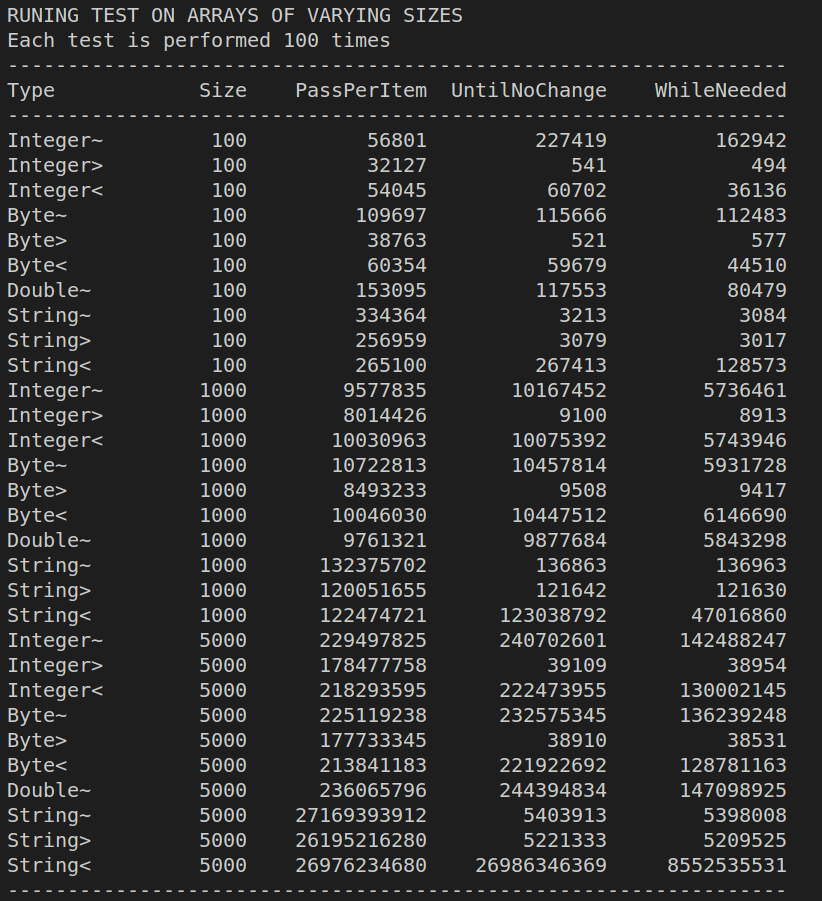 RUNING TEST ON ARRAYS OF VARYING SIZES
Each test is performed 100 times
-----------------------------------------------------------------
Type            Size    PassPerItem  UntilNoChange    WhileNeeded
-----------------------------------------------------------------
Integer~         100          56801         227419         162942
Integer>         100          32127            541            494
Integer<         100          54045          60702          36136
Byte~            100         109697         115666         112483
Byte>            100          38763            521            577
Byte<            100          60354          59679          44510
Double~          100         153095         117553          80479
String~          100         334364           3213           3084
String>          100         256959           3079           3017
String<          100         265100         267413         128573
Integer~        1000        9577835       10167452        5736461
Integer>        1000        8014426           9100           8913
Integer<        1000       10030963       10075392        5743946
Byte~           1000       10722813       10457814        5931728
Byte>           1000        8493233           9508           9417
Byte<           1000       10046030       10447512        6146690
Double~         1000        9761321        9877684        5843298
String~         1000      132375702         136863         136963
String>         1000      120051655         121642         121630
String<         1000      122474721      123038792       47016860
Integer~        5000      229497825      240702601      142488247
Integer>        5000      178477758          39109          38954
Integer<        5000      218293595      222473955      130002145
Byte~           5000      225119238      232575345      136239248
Byte>           5000      177733345          38910          38531
Byte<           5000      213841183      221922692      128781163
Double~         5000      236065796      244394834      147098925
String~         5000    27169393912        5403913        5398008
String>         5000    26195216280        5221333        5209525
String<         5000    26976234680    26986346369     8552535531
-----------------------------------------------------------------